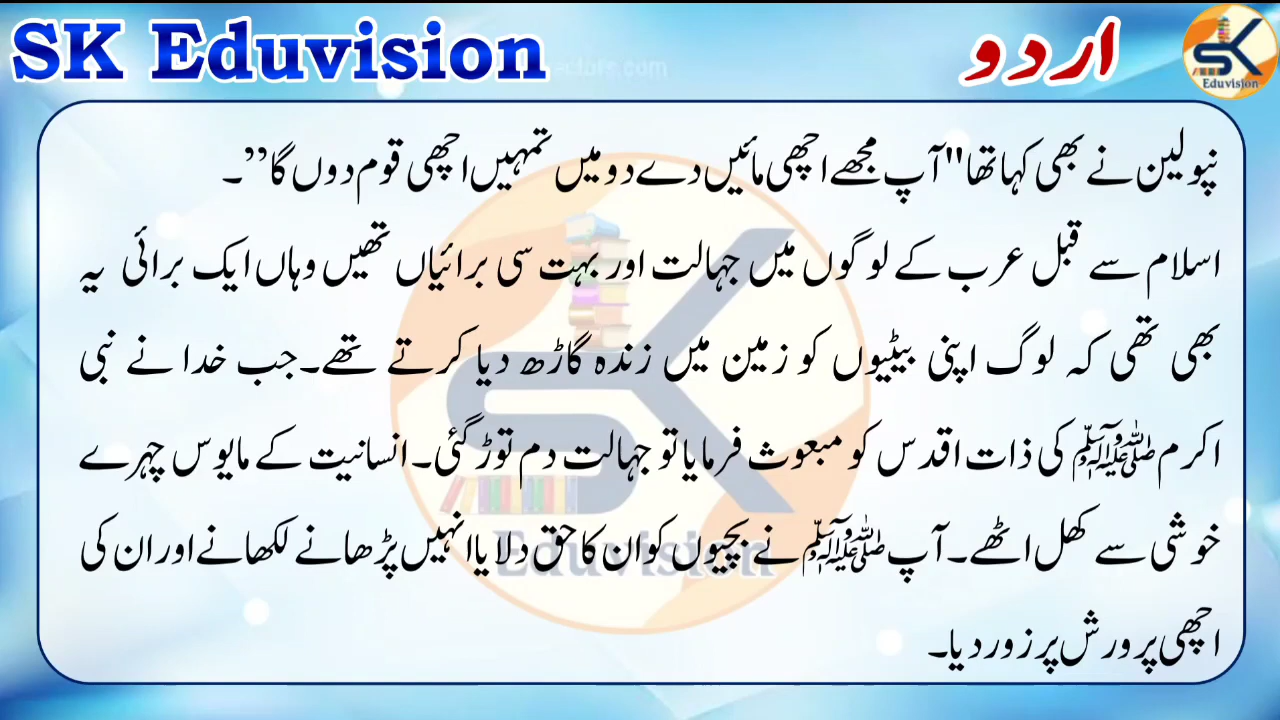 SK Eduvision
اردو
SK
Eduvision
نپولین نے بھی کہا تھا "آپ مجھے اچھی مائیں دے دو میں تمہیں اچھی قوم دوں گا”۔
اسلام سے قبل عرب کے لوگوں میں جہالت اور بہت سی برائیاں تھیں وہاں ایک برائی یہ
بھی تھی کہ لوگ اپنی بیٹیوں کو زمین میں زندہ گاڑھ دیا کرتے تھے۔جب خدا نے نبی
اکرم ﷺ کی ذات اقدس کو مبعوث فرمایا تو جہالت دم توڑ گئی۔انسانیت کے مایوس چہرے
خوشی سے کھل اٹھے۔آپ ﷺ نے بچیوں کو ان کا حق دلایا انہیں پڑھانے لکھانے اور ان کی
اچھی پرورش پر زور دیا۔
SK
Eduvision